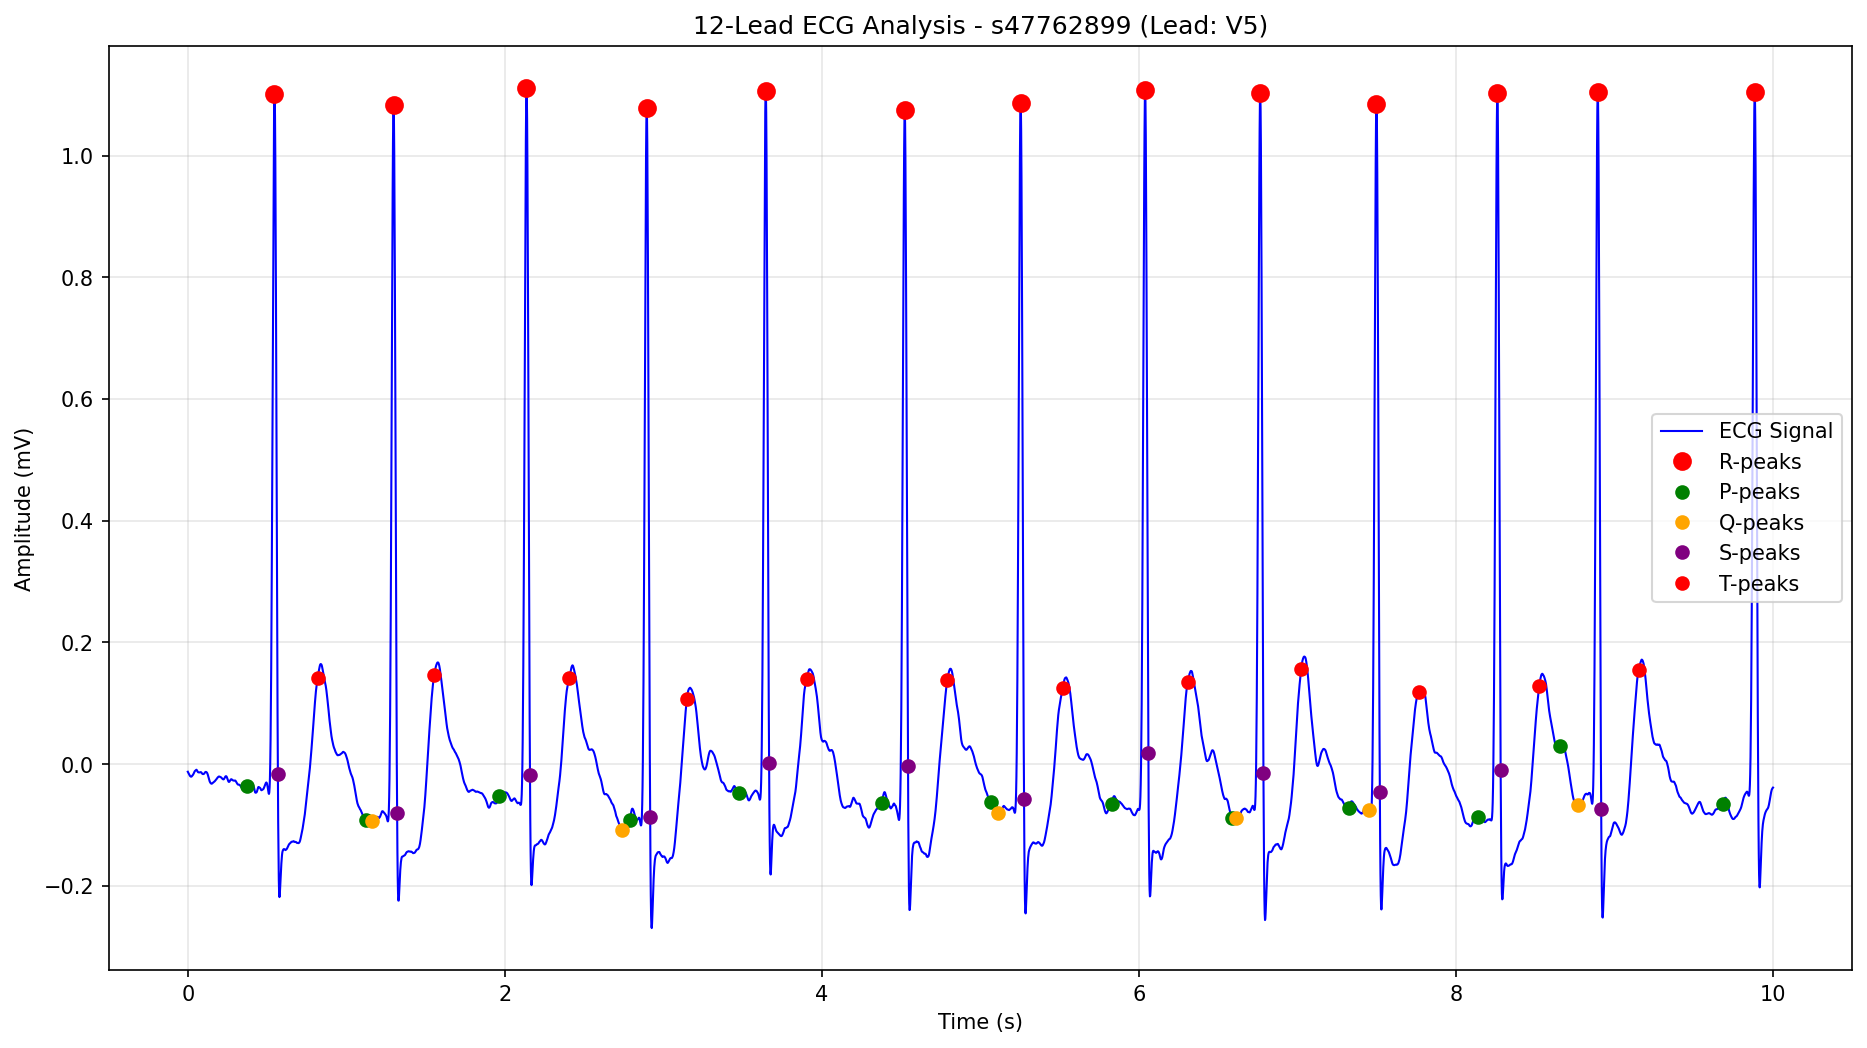 12-Lead ECG Analysis - s47762899 (Lead: V5)
Amplitude (mV)
1.0
0.8
0.6
0.4
0.2
0.0
−0.2
ECG Signal
R-peaks
P-peaks
Q-peaks
S-peaks
T-peaks
0 2 4 6 8 10
Time (s)